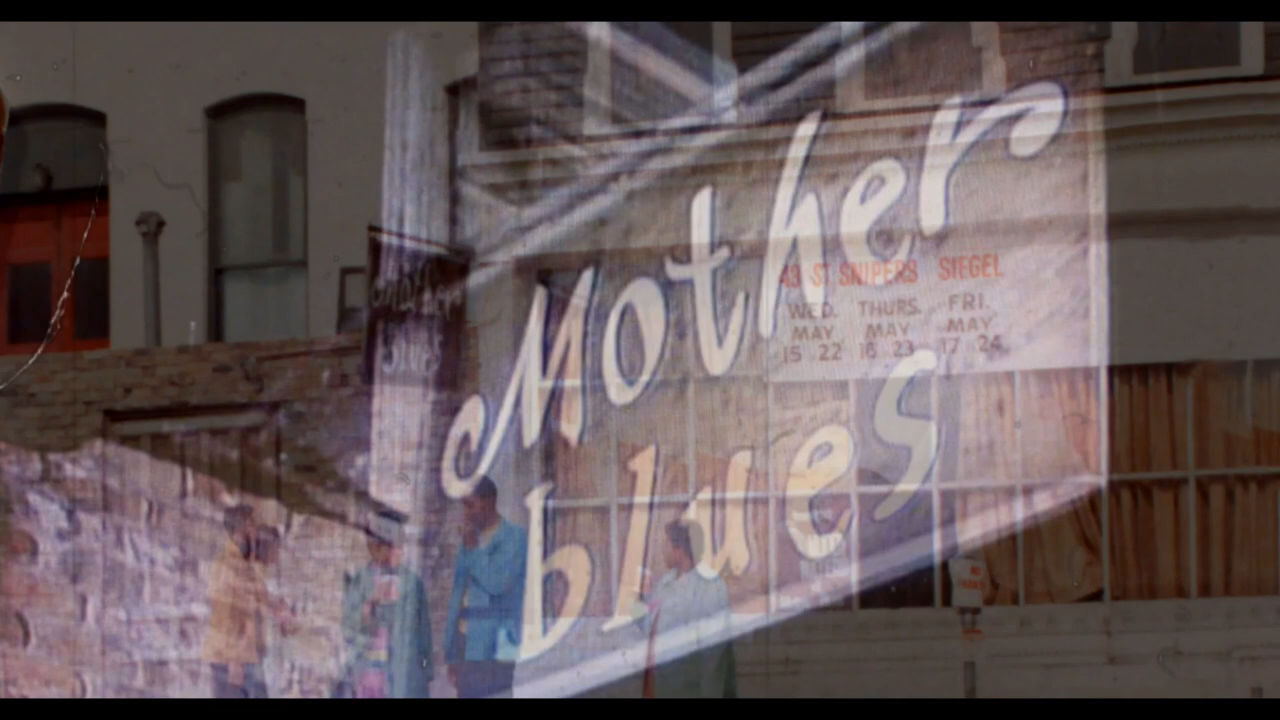 Mother
blues
43 ST. SNIPERS SIEGEL
WED. THURS. FRI.
MAY MAY MAY
15 22 16 23 17 24